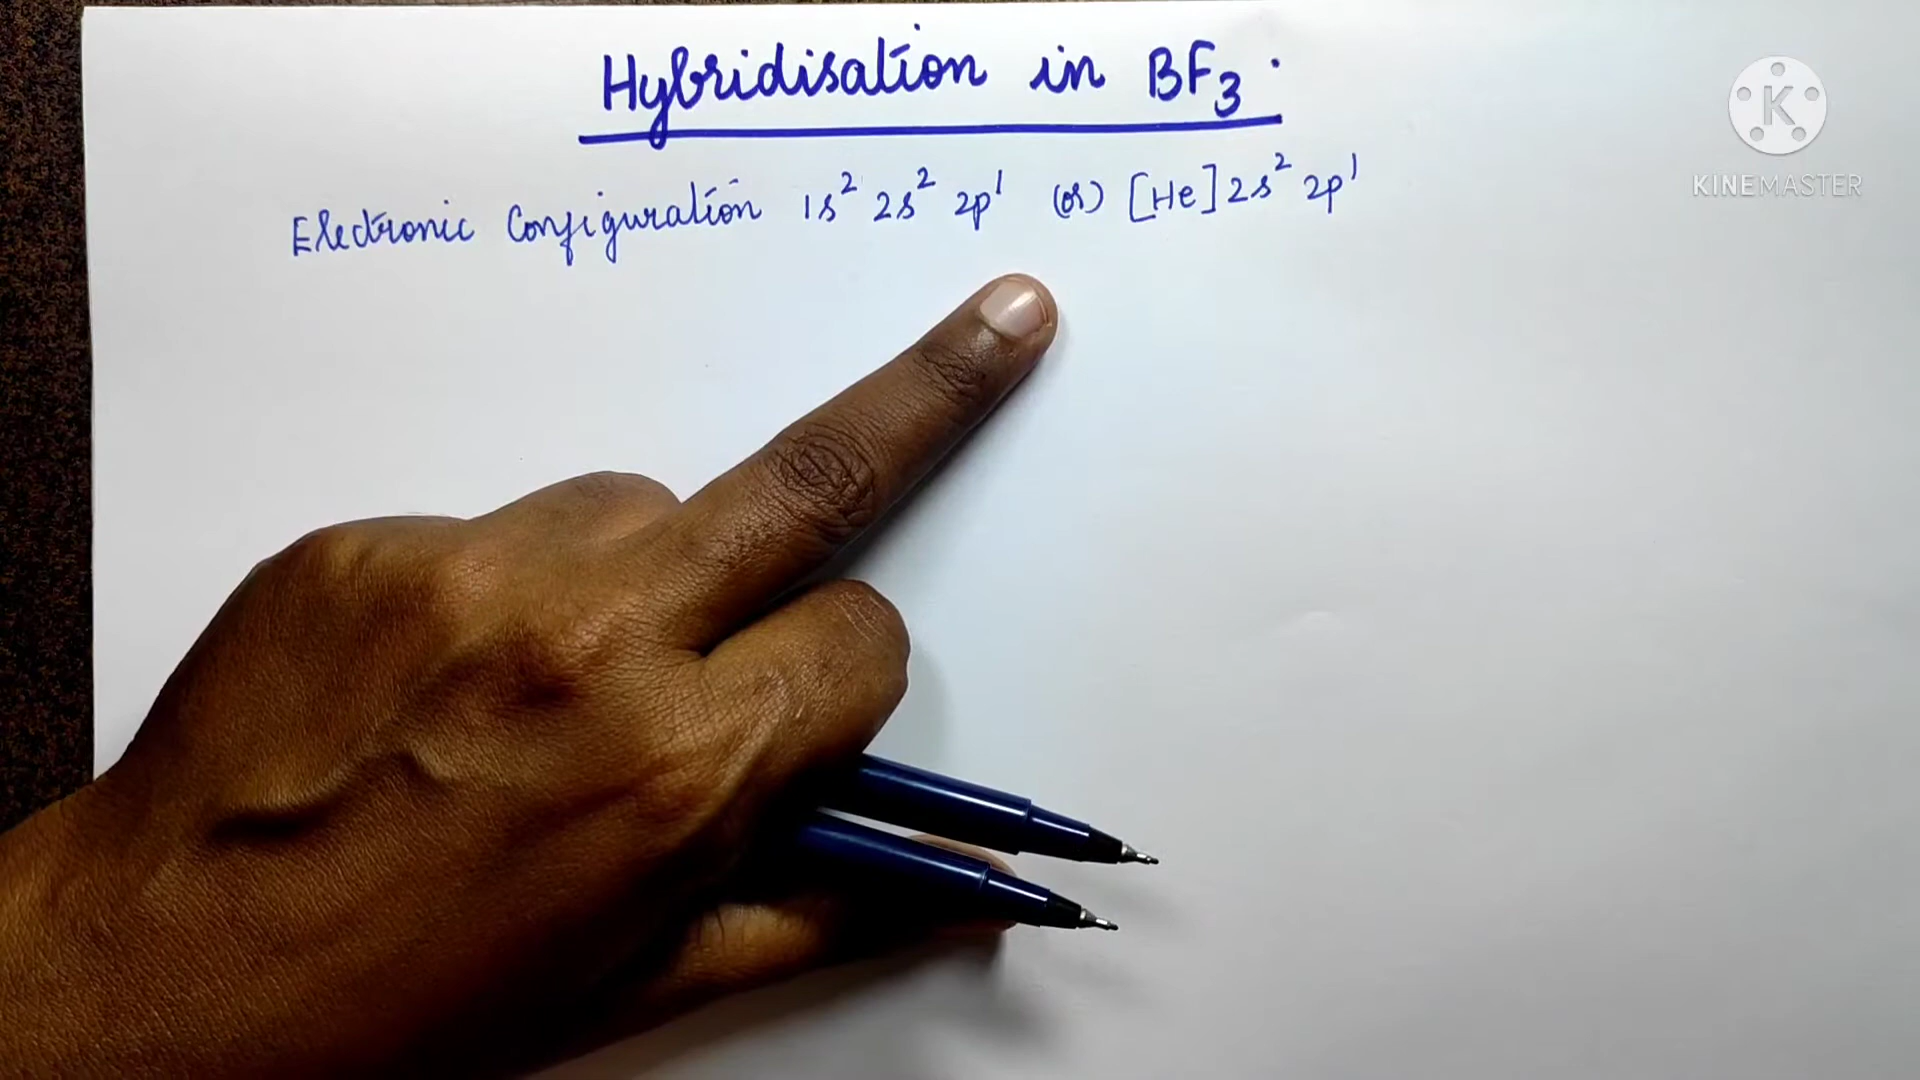 Hybridisation in BF₃.
Electronic Configuration 1s² 2s² 2p¹ (or) [He] 2s² 2p¹
K
KINEMASTER